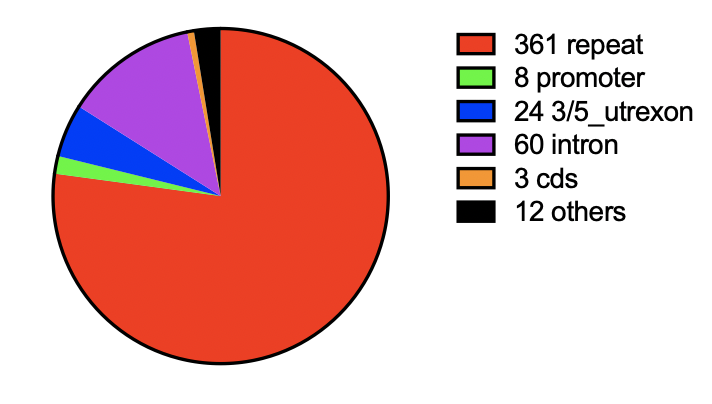 361 repeat
8 promoter
24 3/5_utrexon
60 intron
3 cds
12 others